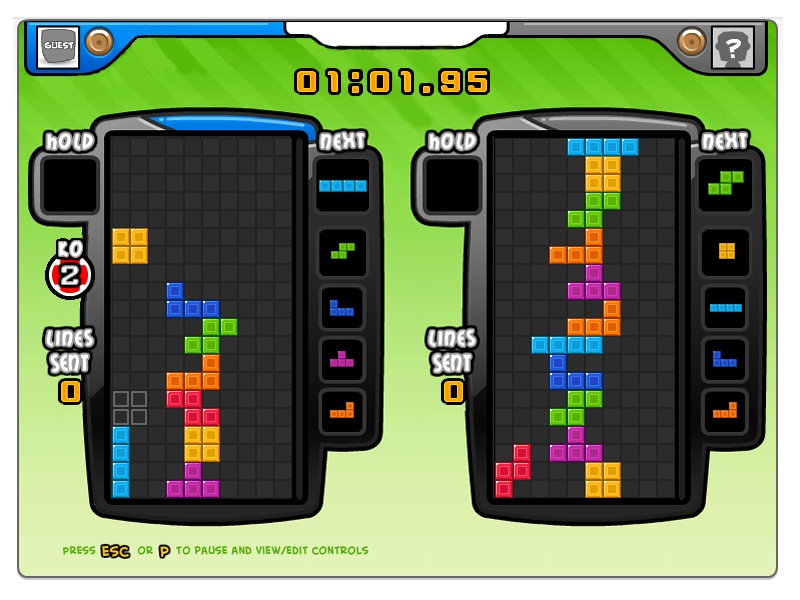 GUEST
?
01:01.95
HOLD
NEXT
HOLD
NEXT
KO
2
LINES
SENT
0
LINES
SENT
0
PRESS ESC OR P TO PAUSE AND VIEW/EDIT CONTROLS